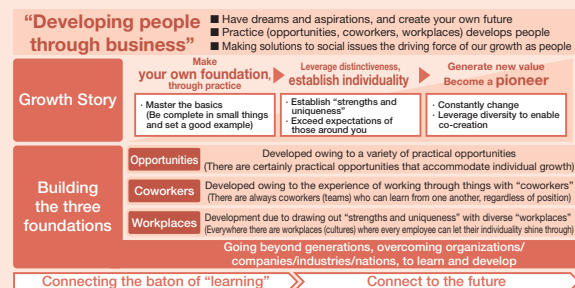 "Developing people
through business"
■ Have dreams and aspirations, and create your own future
■ Practice (opportunities, coworkers, workplaces) develops people
■ Making solutions to social issues the driving force of our growth as people
Growth Story
Make
your own foundation,
through practice
Leverage distinctiveness,
establish individuality
Generate new value
Become a pioneer
· Master the basics
(Be complete in small things
and set a good example)
· Establish "strengths and
uniqueness"
· Exceed expectations of
those around you
· Constantly change
· Leverage diversity to enable
co-creation
Building
the three
foundations
Opportunities
Developed owing to a variety of practical opportunities
(There are certainly practical opportunities that accommodate individual growth)
Coworkers
Developed owing to the experience of working through things with "coworkers"
(There are always coworkers (teams) who can learn from one another, regardless of position)
Workplaces
Development due to drawing out "strengths and uniqueness" with diverse "workplaces"
(Everywhere there are workplaces (cultures) where every employee can let their individuality shine through)
Going beyond generations, overcoming organizations/
companies/industries/nations, to learn and develop
Connecting the baton of "learning"
Connect to the future